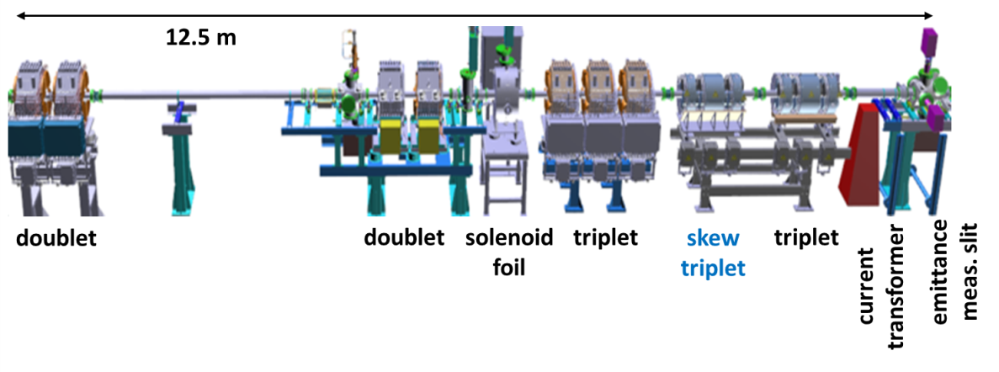 12.5 m
doublet
doublet
solenoid
foil
triplet
skew
triplet
triplet
current
transformer
emittance
meas. slit